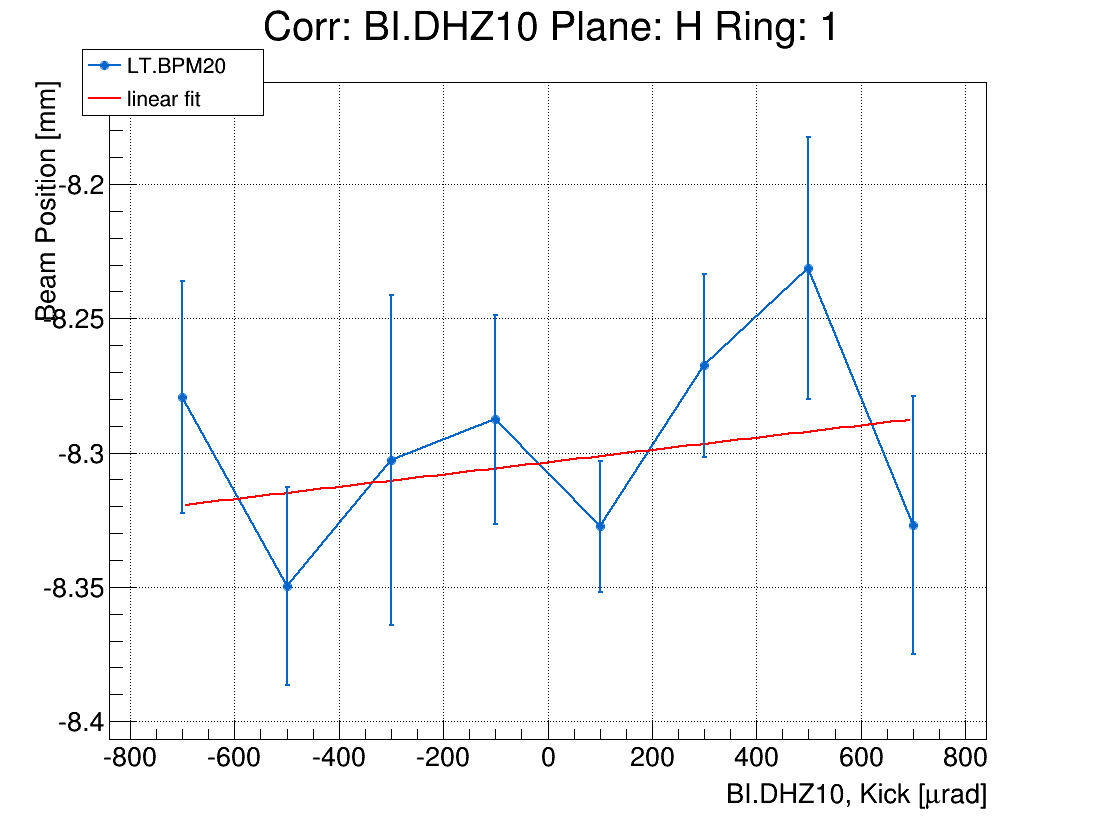 Corr: BI.DHZ10 Plane: H Ring: 1
LT.BPM20
linear fit
Beam Position [mm]
-8.2
-8.25
-8.3
-8.35
-8.4
-800 -600 -400 -200 0 200 400 600 800
BI.DHZ10, Kick [μrad]